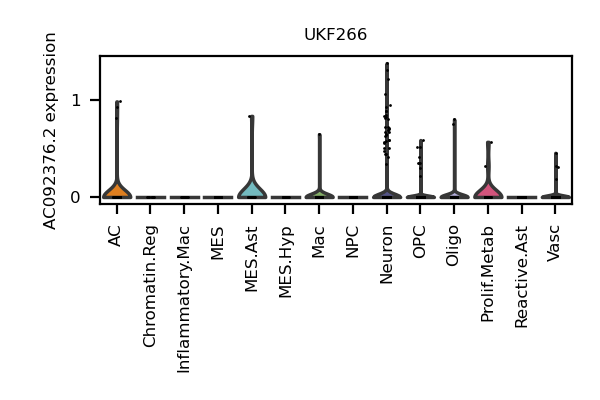 UKF266
AC092376.2 expression
1
0
AC
Chromatin.Reg
Inflammatory.Mac
MES
MES.Ast
MES.Hyp
Mac
NPC
Neuron
OPC
Oligo
Prolif.Metab
Reactive.Ast
Vasc